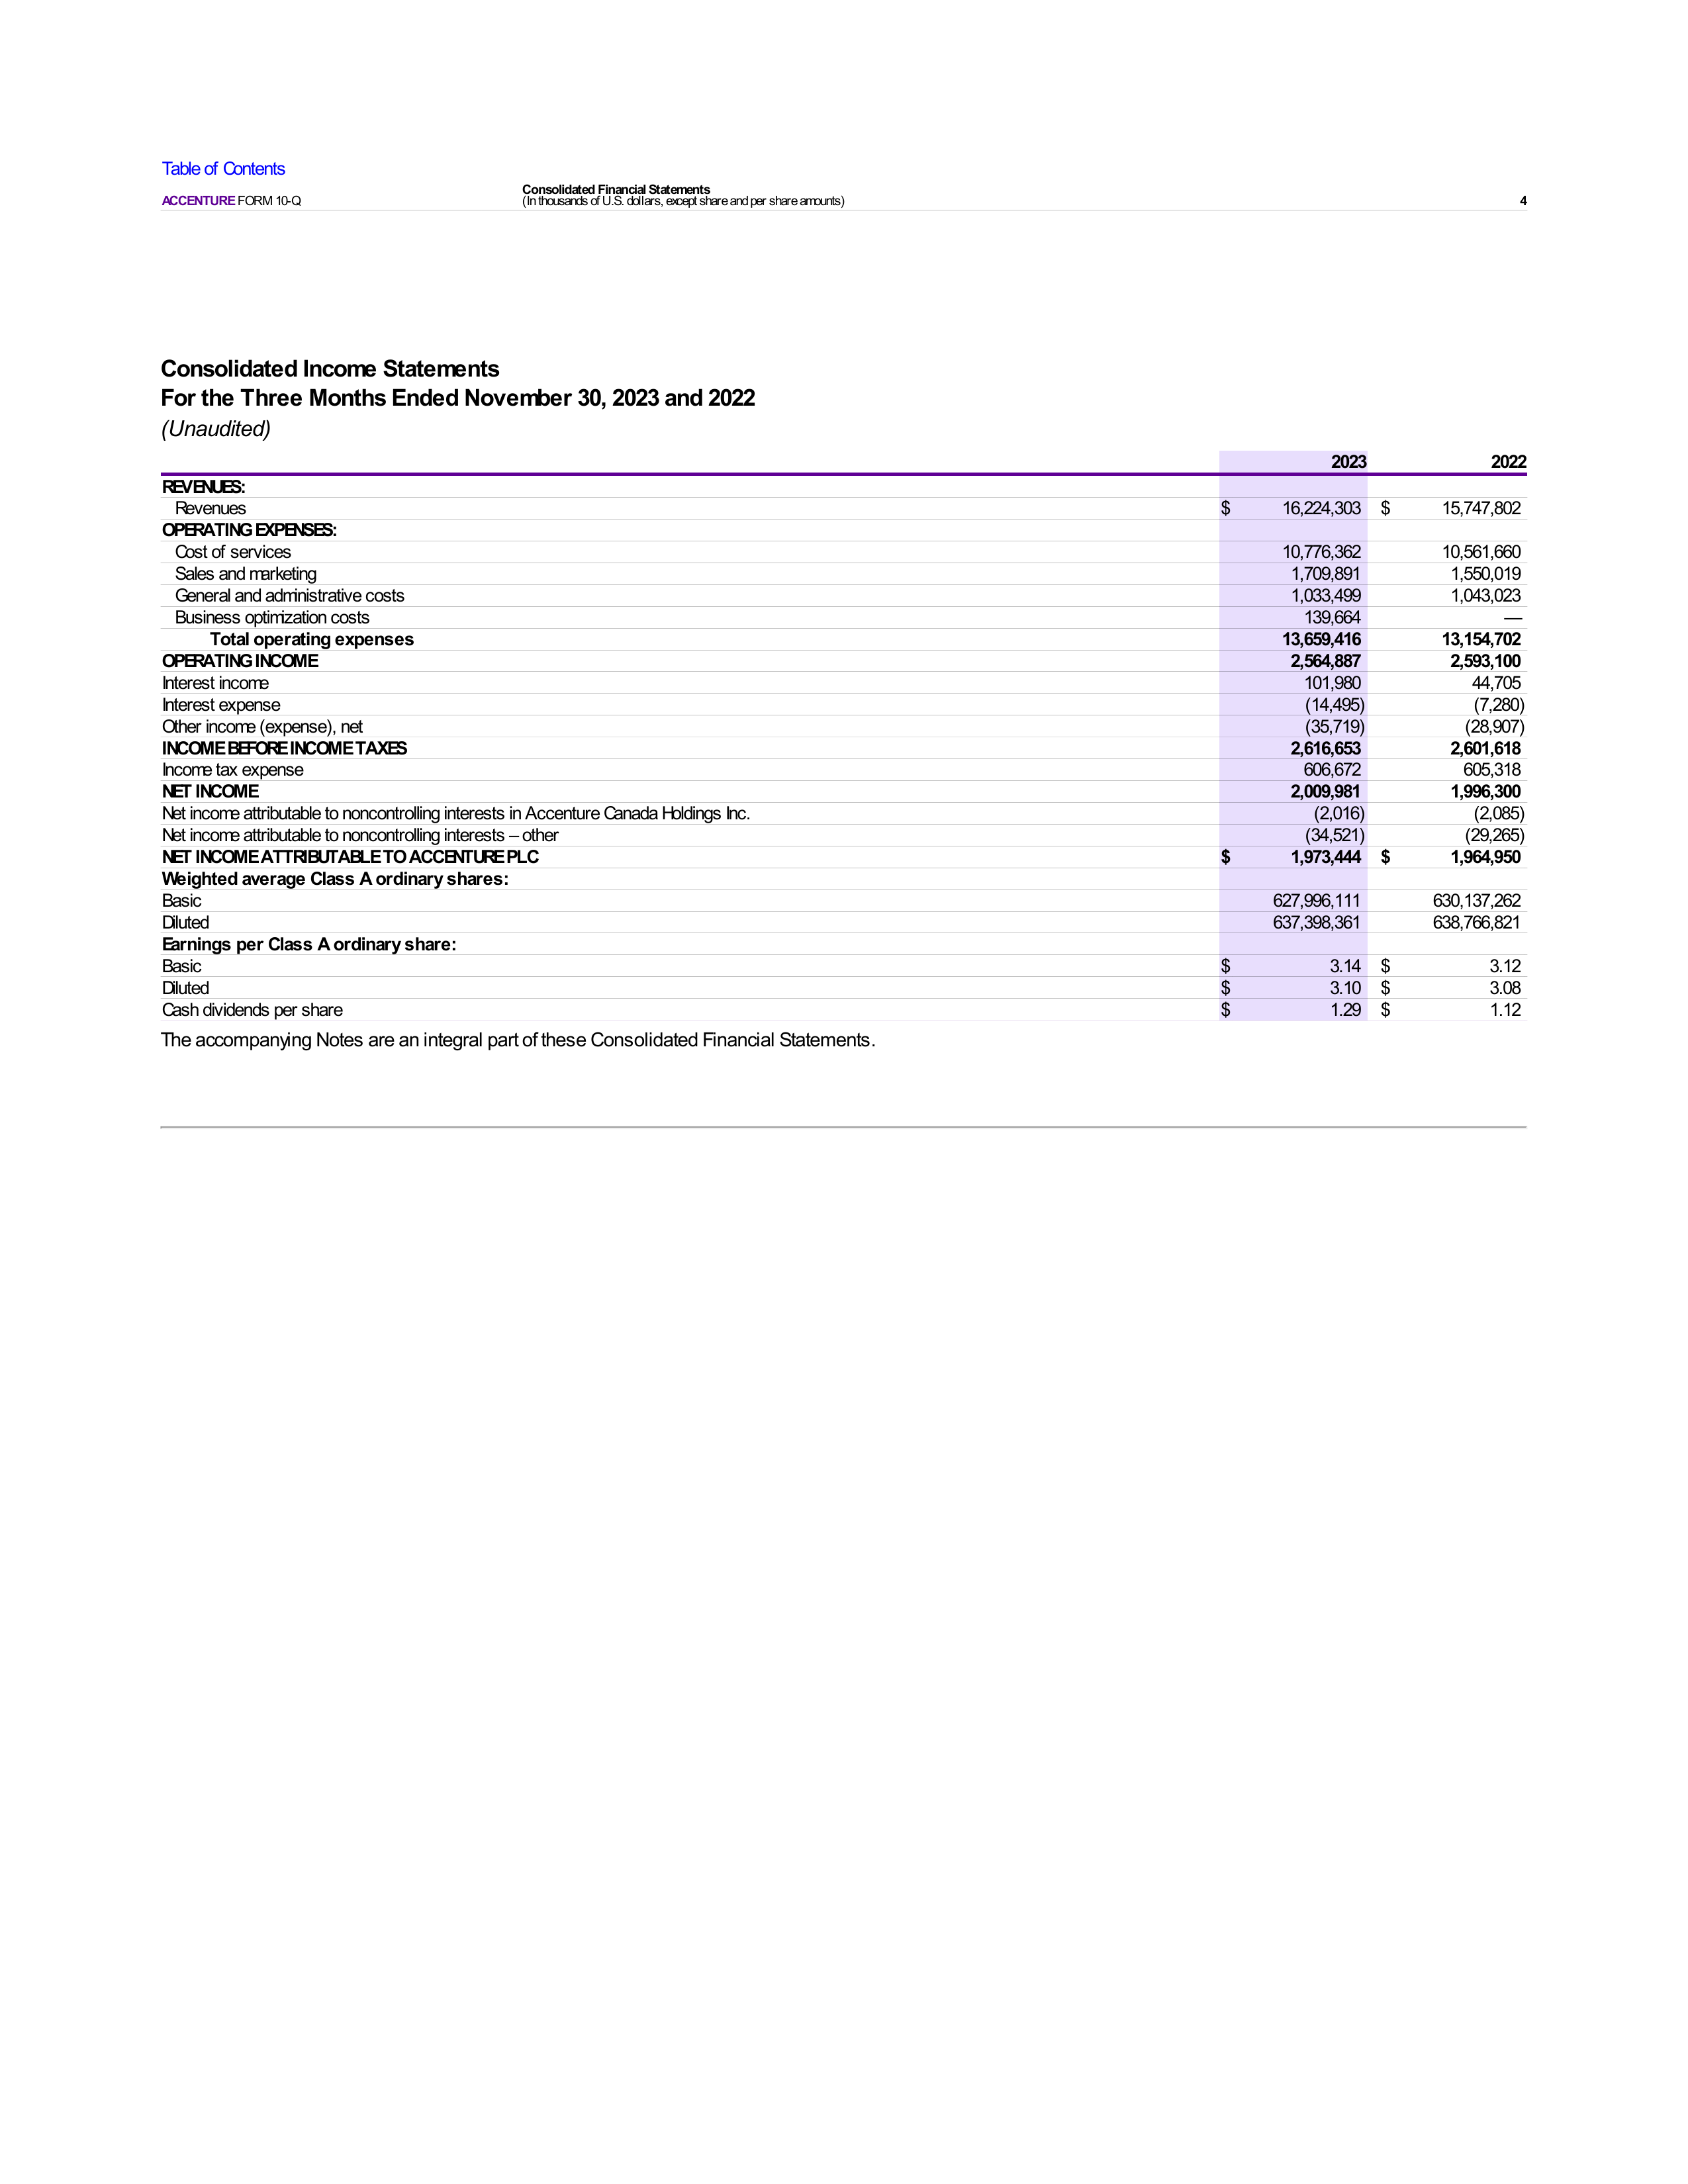 Table of Contents
ACCENTURE FORM 10-Q
Consolidated Financial Statements
(In thousands of U.S. dollars, except share and per share amounts)
4
Consolidated Income Statements
For the Three Months Ended November 30, 2023 and 2022
(Unaudited)
2023 2022
REVENUES:
Revenues $ 16,224,303 $ 15,747,802
OPERATING EXPENSES:
Cost of services 10,776,362 10,561,660
Sales and marketing 1,709,891 1,550,019
General and administrative costs 1,033,499 1,043,023
Business optimization costs 139,664 —
Total operating expenses 13,659,416 13,154,702
OPERATING INCOME 2,564,887 2,593,100
Interest income 101,980 44,705
Interest expense (14,495) (7,280)
Other income (expense), net (35,719) (28,907)
INCOME BEFORE INCOME TAXES 2,616,653 2,601,618
Income tax expense 606,672 605,318
NET INCOME 2,009,981 1,996,300
Net income attributable to noncontrolling interests in Accenture Canada Holdings Inc. (2,016) (2,085)
Net income attributable to noncontrolling interests – other (34,521) (29,265)
NET INCOME ATTRIBUTABLE TO ACCENTURE PLC $ 1,973,444 $ 1,964,950
Weighted average Class A ordinary shares:
Basic 627,996,111 630,137,262
Diluted 637,398,361 638,766,821
Earnings per Class A ordinary share:
Basic $ 3.14 $ 3.12
Diluted $ 3.10 $ 3.08
Cash dividends per share $ 1.29 $ 1.12
The accompanying Notes are an integral part of these Consolidated Financial Statements.